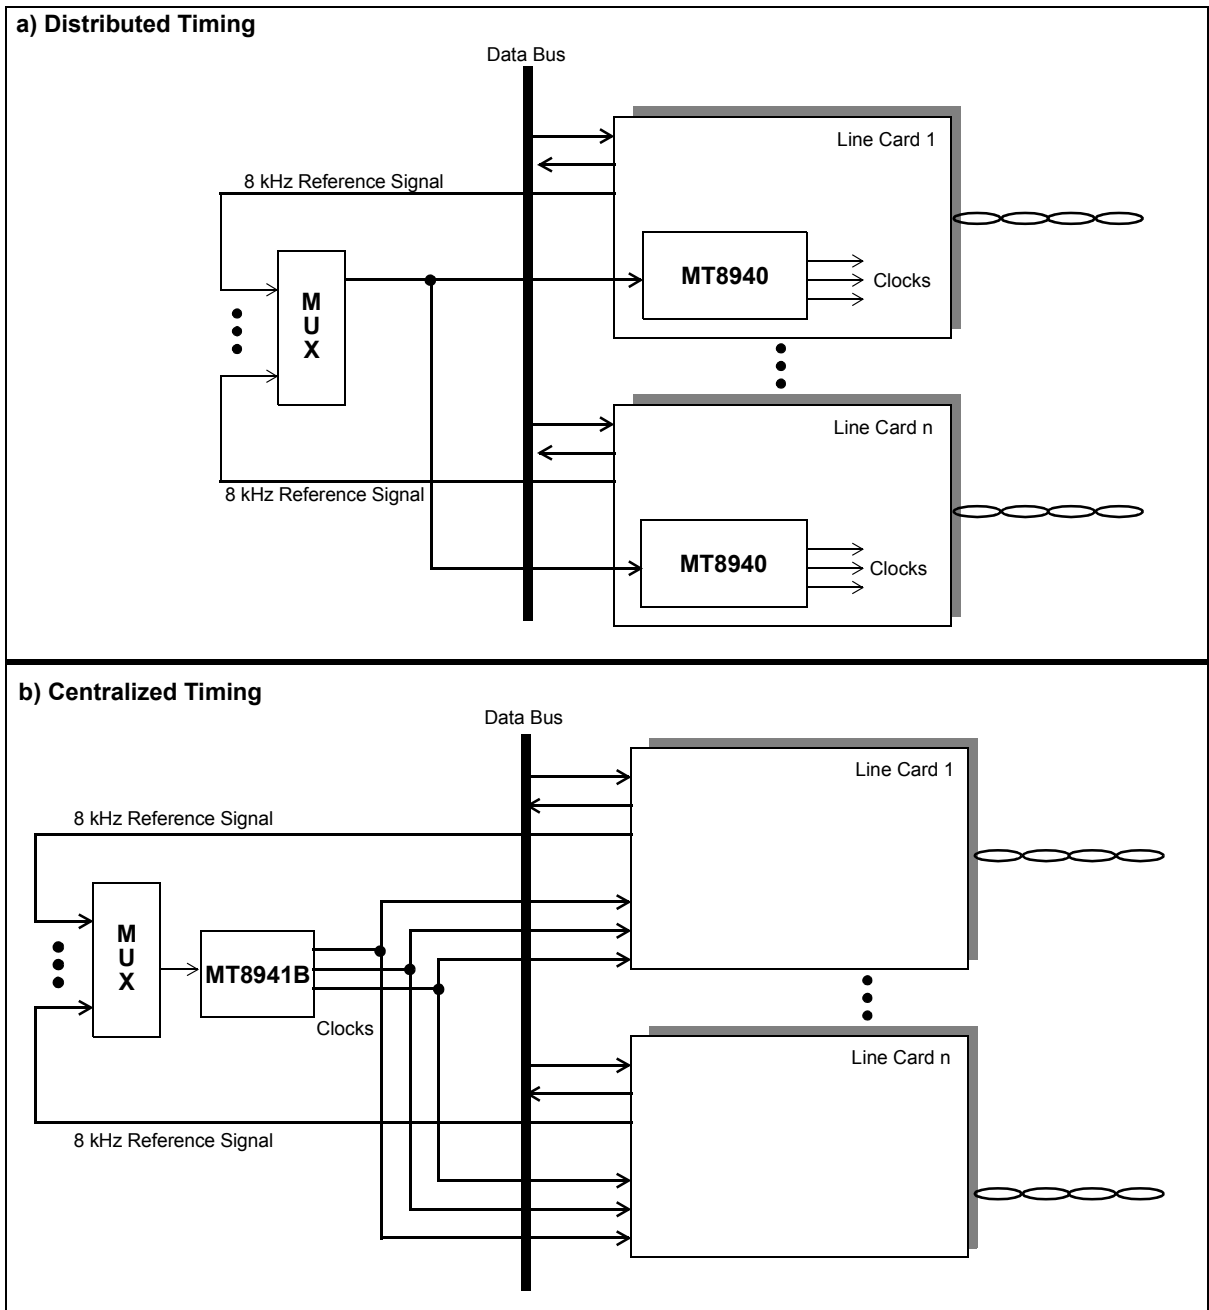 a) Distributed Timing
Data Bus
Line Card 1
8 kHz Reference Signal
MUX
MT8940
Clocks
Line Card n
8 kHz Reference Signal
MT8940
Clocks
b) Centralized Timing
Data Bus
Line Card 1
8 kHz Reference Signal
MUX
MT8941B
Clocks
Line Card n
8 kHz Reference Signal